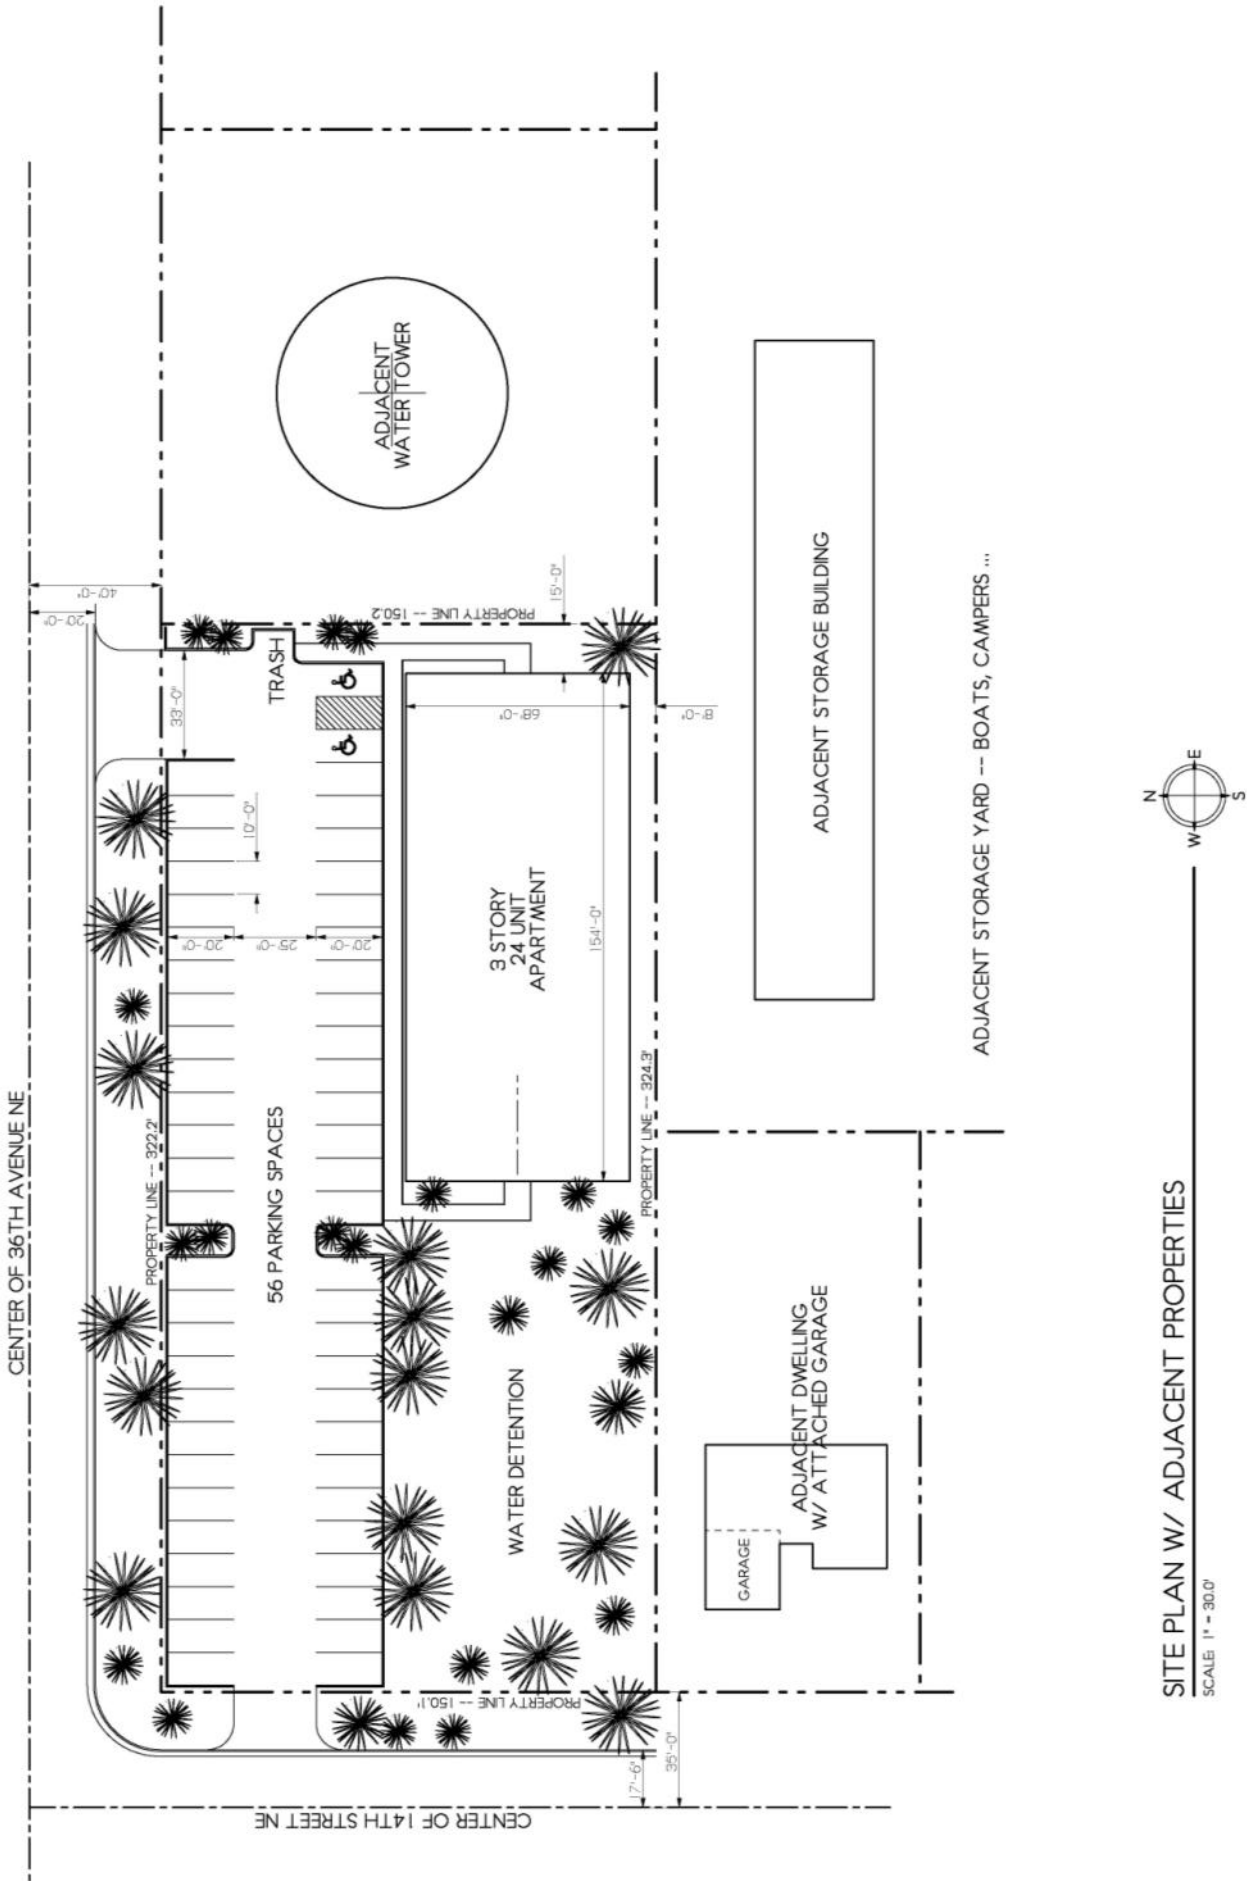 CENTER OF 36TH AVENUE NE
40'-0"
20'-0"
33'-0"
PROPERTY LINE -- 322.2'
PROPERTY LINE -- 150.2
TRASH
10'-0"
20'-0"
25'-0"
20'-0"
56 PARKING SPACES
ADJACENT
WATER TOWER
15'-0"
68'-0"
8'-0"
3 STORY
24 UNIT
APARTMENT
154'-0"
PROPERTY LINE -- 324.3'
WATER DETENTION
PROPERTY LINE -- 150.1'
17'-6"
35'-0"
CENTER OF 14TH STREET NE
GARAGE
ADJACENT DWELLING
W/ ATTACHED GARAGE
ADJACENT STORAGE BUILDING
ADJACENT STORAGE YARD -- BOATS, CAMPERS ...
N
W
E
S
SITE PLAN W/ ADJACENT PROPERTIES
SCALE: 1" = 30.0'